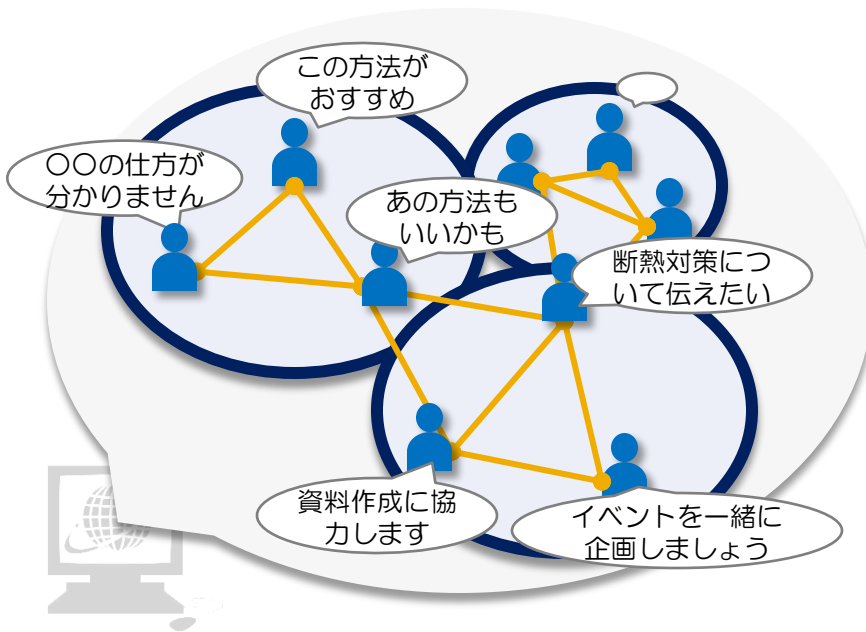 この方法が
おすすめ
〇〇の仕方が
分かりません
あの方法も
いいかも
断熱対策につ
いて伝えたい
資料作成に協
力します
イベントを一緒に
企画しましょう